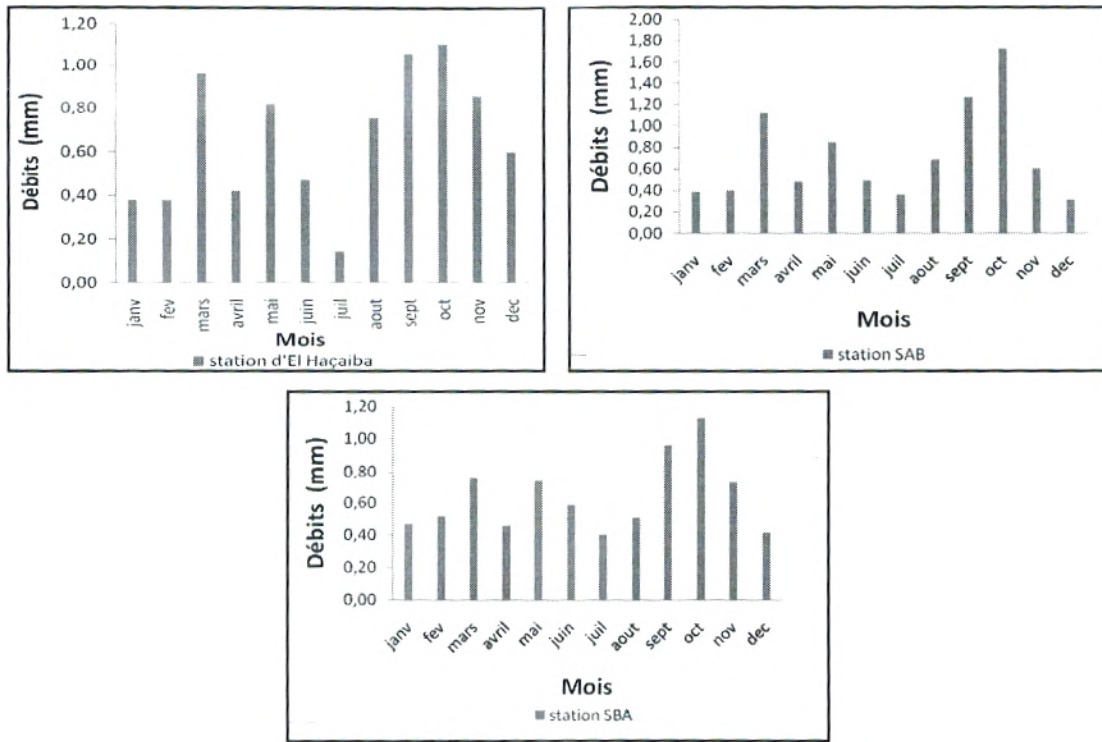 1,20
1,00
0,80
0,60
0,40
0,20
0,00
Débits (mm)
janv fev mars avril mai juin juil aout sept oct nov dec
Mois
station d'El Haçaiba
2,00
1,80
1,60
1,40
1,20
1,00
0,80
0,60
0,40
0,20
0,00
Débits (mm)
janv fev mars avril mai juin juil aout sept oct nov dec
Mois
station SAB
1,20
1,00
0,80
0,60
0,40
0,20
0,00
Débits (mm)
janv fev mars avril mai juin juil aout sept oct nov dec
Mois
station SBA